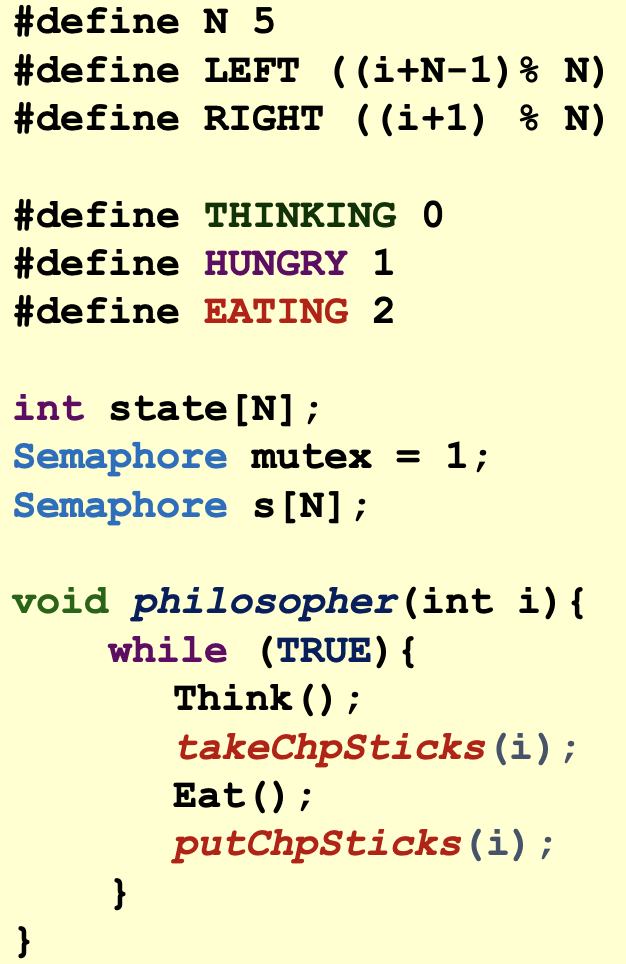 #define N 5
#define LEFT ((i+N-1)% N)
#define RIGHT ((i+1) % N)
#define THINKING 0
#define HUNGRY 1
#define EATING 2
int state[N];
Semaphore mutex = 1;
Semaphore s[N];
void philosopher(int i){
    while (TRUE){
        Think();
        takeChpSticks(i);
        Eat();
        putChpSticks(i);
    }
}